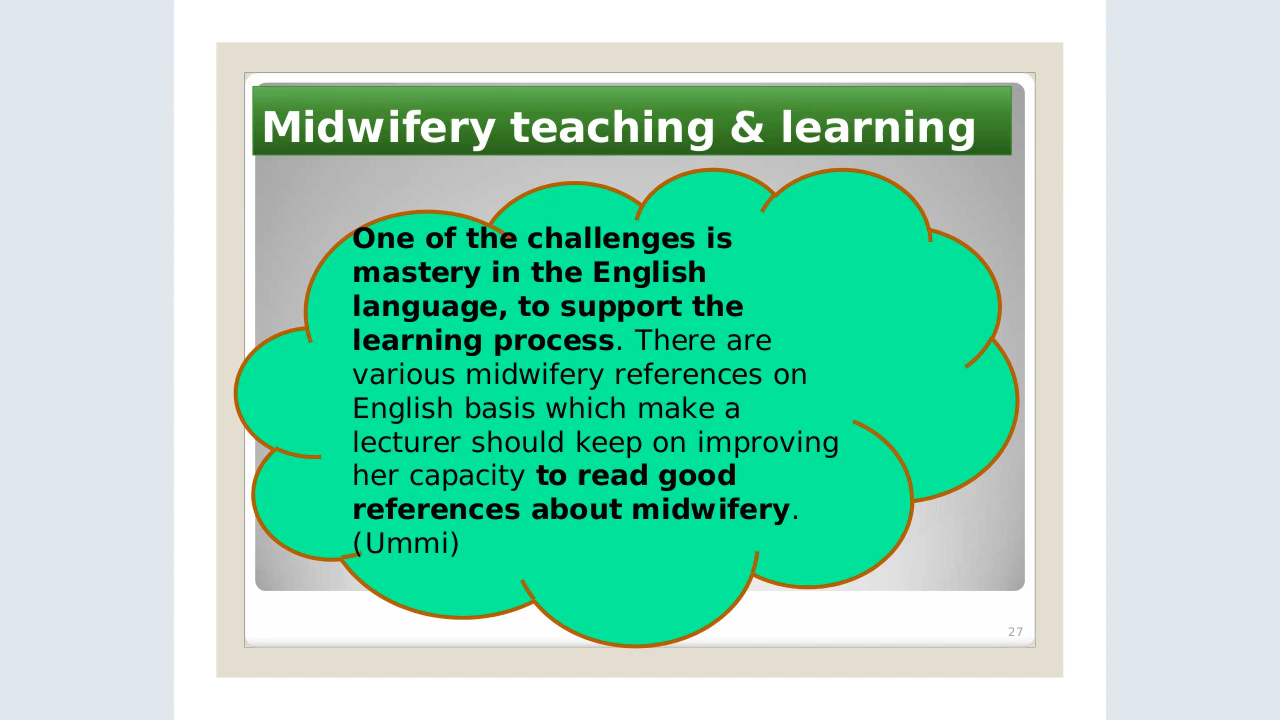 Midwifery teaching & learning
One of the challenges is
mastery in the English
language, to support the
learning process. There are
various midwifery references on
English basis which make a
lecturer should keep on improving
her capacity to read good
references about midwifery.
(Ummi)
27